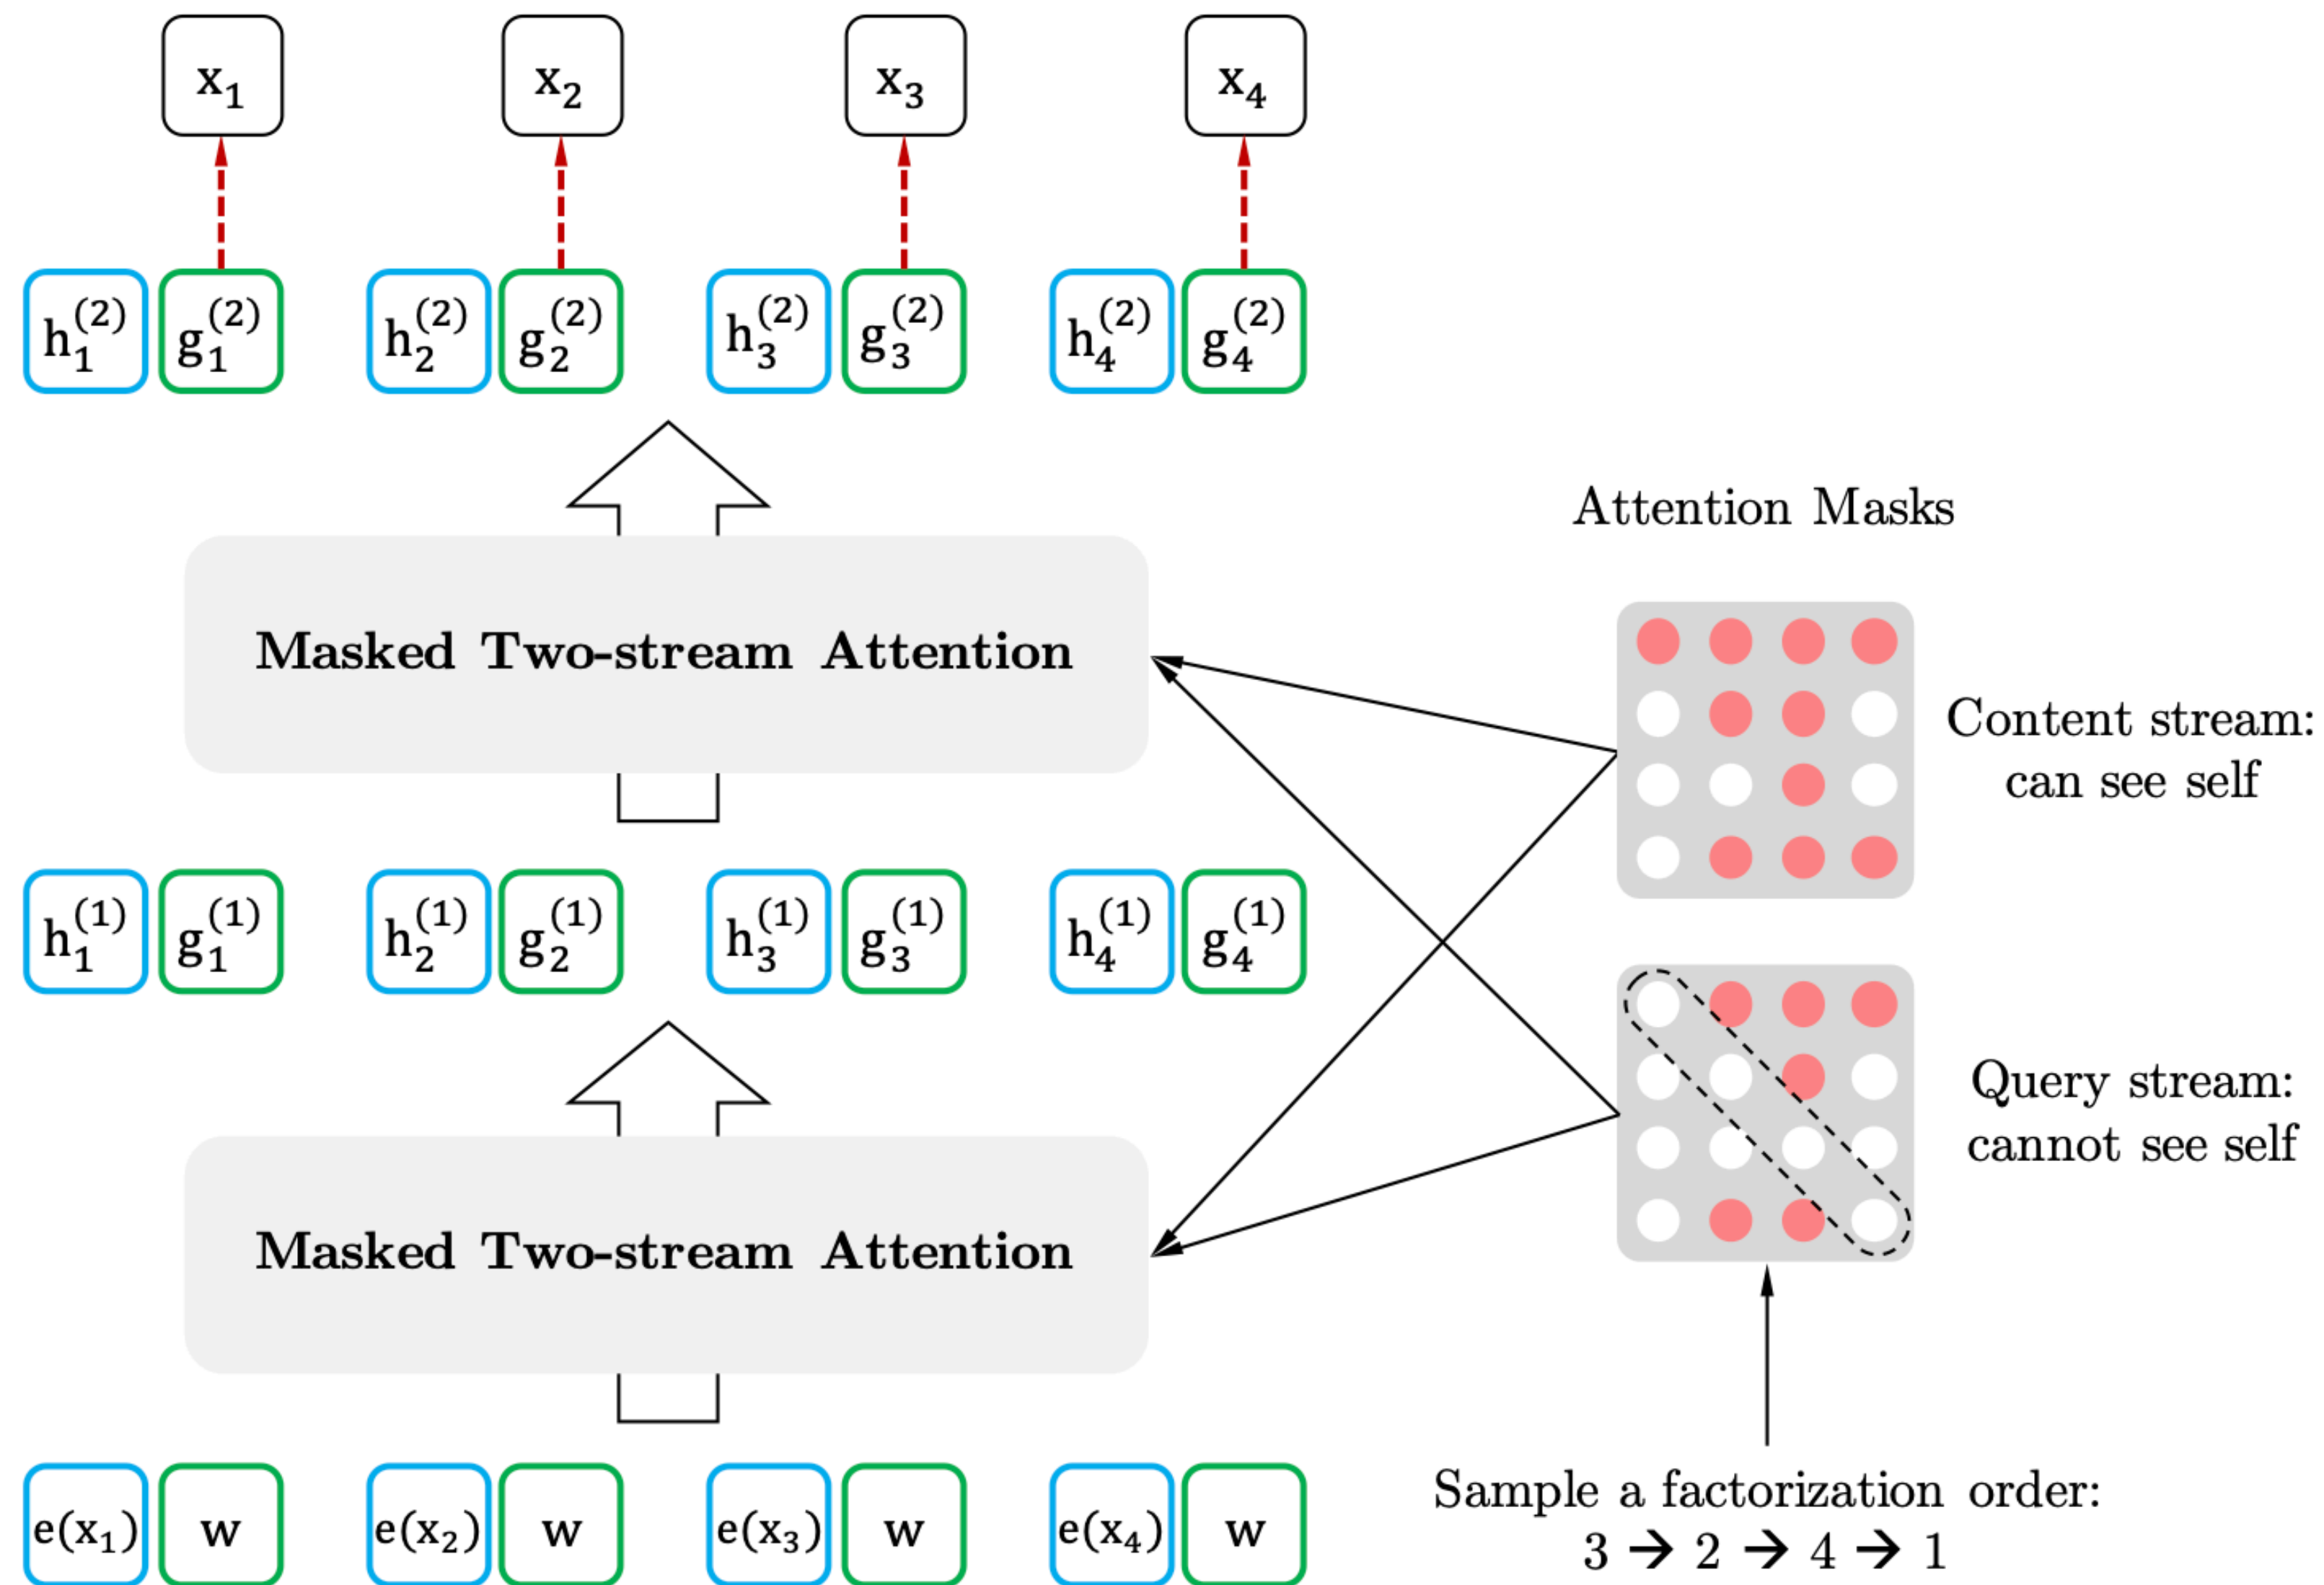 x₁ x₂ x₃ x₄
h₁⁽²⁾ g₁⁽²⁾ h₂⁽²⁾ g₂⁽²⁾ h₃⁽²⁾ g₃⁽²⁾ h₄⁽²⁾ g₄⁽²⁾
Attention Masks
Masked Two-stream Attention
Content stream:
can see self
h₁⁽¹⁾ g₁⁽¹⁾ h₂⁽¹⁾ g₂⁽¹⁾ h₃⁽¹⁾ g₃⁽¹⁾ h₄⁽¹⁾ g₄⁽¹⁾
Query stream:
cannot see self
Masked Two-stream Attention
Sample a factorization order:
3 → 2 → 4 → 1
e(x₁) w e(x₂) w e(x₃) w e(x₄) w